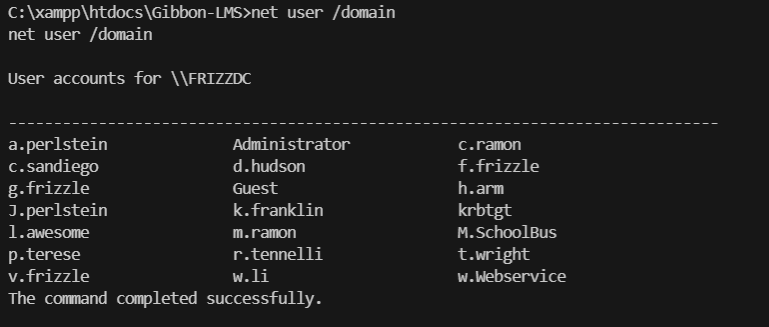 C:\xampp\htdocs\Gibbon-LMS>net user /domain
net user /domain
User accounts for \\FRIZZDC
-------------------------------------------------------------------------------
a.perlstein              Administrator            c.ramon
c.sandiego               d.hudson                 f.frizzle
g.frizzle                Guest                    h.arm
J.perlstein              k.franklin               krbtgt
l.awesome                m.ramon                  M.SchoolBus
p.terese                 r.tennelli               t.wright
v.frizzle                w.li                     w.Webservice
The command completed successfully.